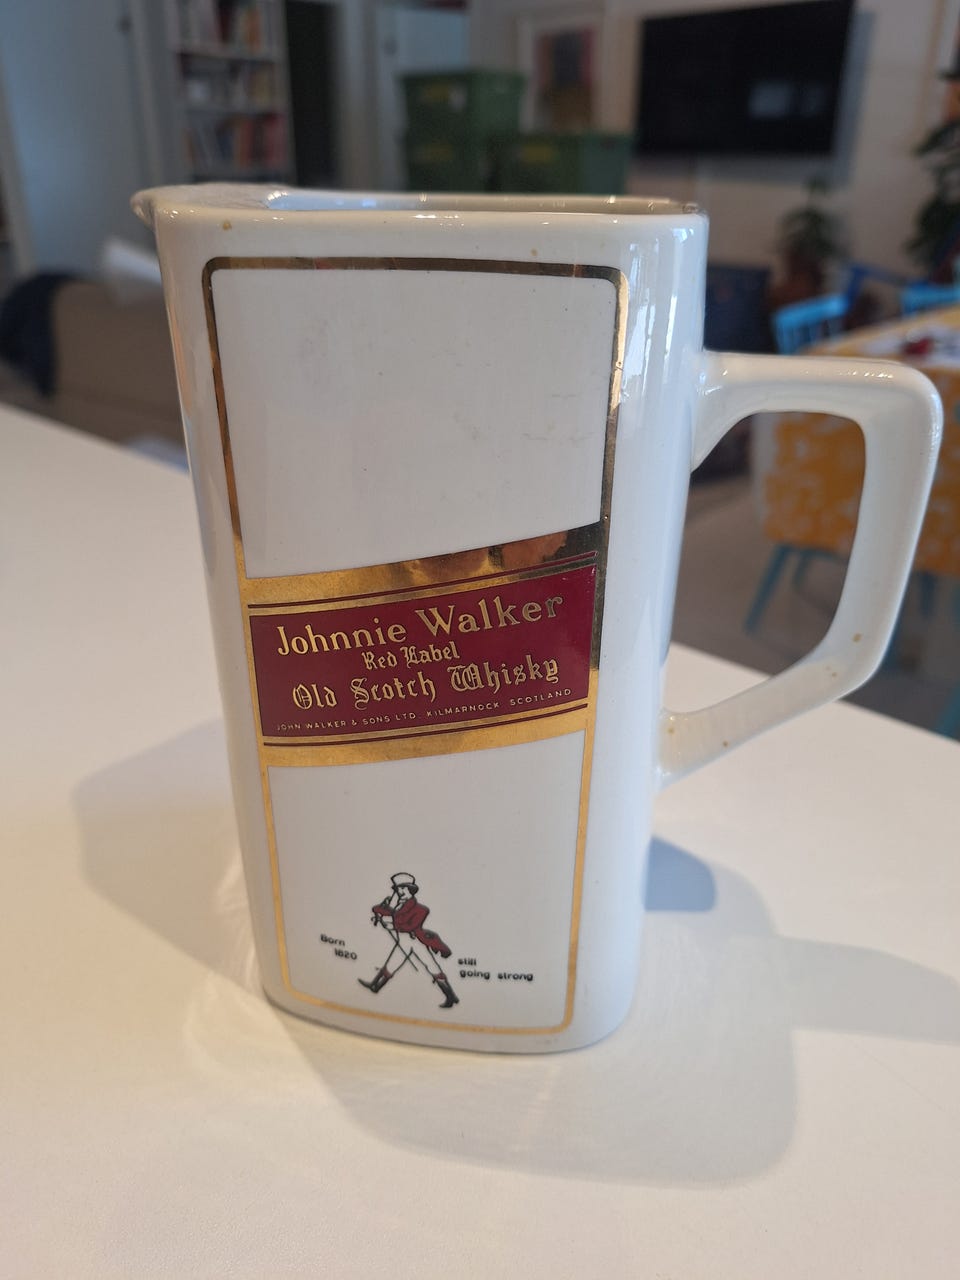 Johnnie Walker
Red Label
Old Scotch Whisky
JOHN WALKER & SONS LTD. KILMARNOCK. SCOTLAND
Born
1820
still
going strong